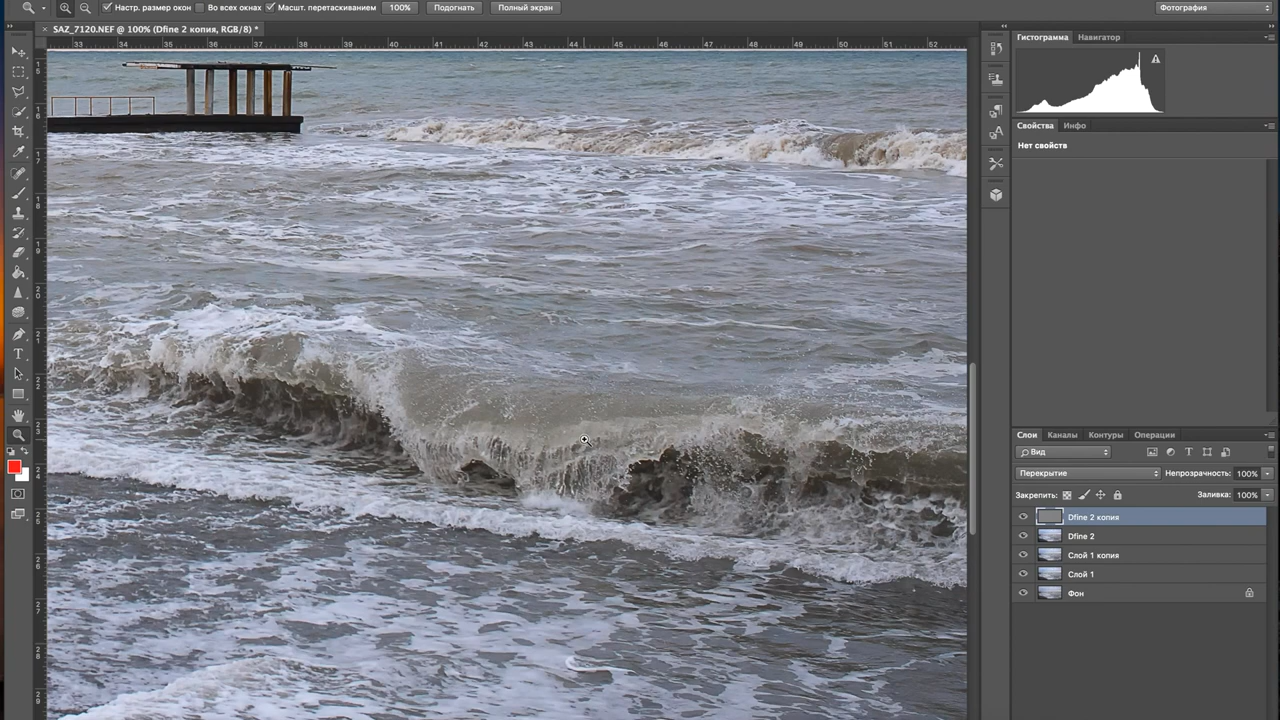 Настр. размер окон Во всех окнах Масшт. перетаскиванием 100% Подогнать Полный экран Фотография
SAZ_7120.NEF @ 100% (Dfine 2 копия, RGB/8) *
33 34 35 36 37 38 39 40 41 42 43 44 45 46 47 48 49 50 51 52
Гистограмма Навигатор
Свойства Инфо
Нет свойств
Слои Каналы Контуры Операции
Вид
Перекрытие Непрозрачность: 100%
Закрепить: Заливка: 100%
Dfine 2 копия
Dfine 2
Слой 1 копия
Слой 1
Фон